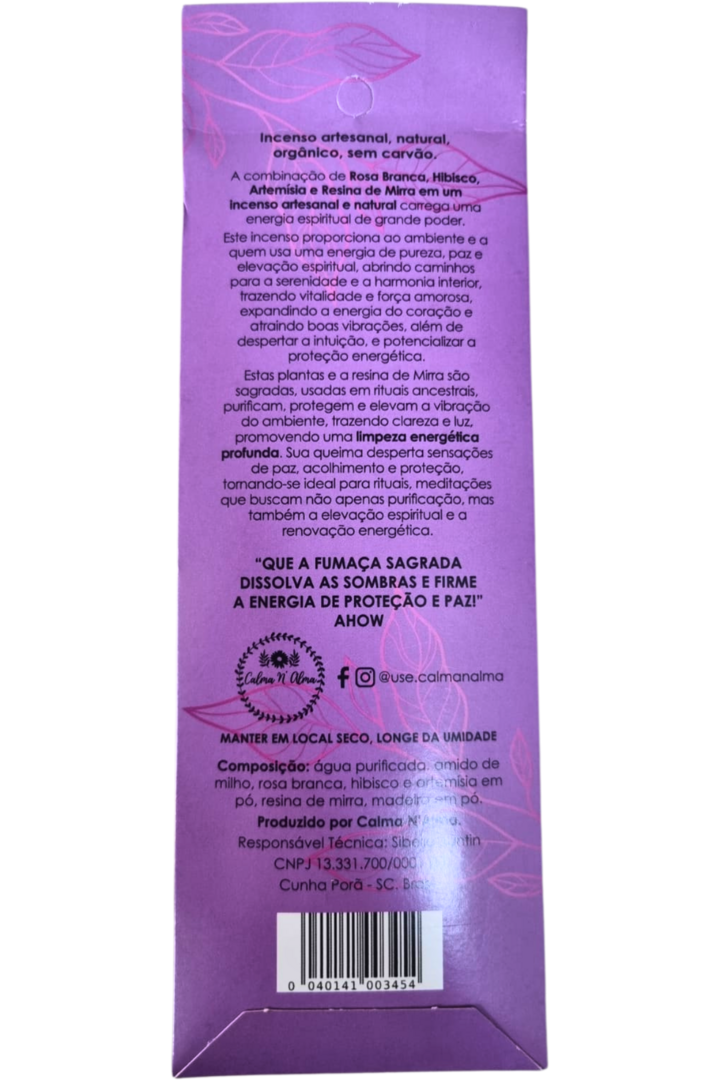 Incenso artesanal, natural,
orgânico, sem carvão.
A combinação de Rosa Branca, Hibisco,
Artemísia e Resina de Mirra em um
incenso artesanal e natural carrega uma
energia espiritual de grande poder.
Este incenso proporciona ao ambiente e a
quem usa uma energia de pureza, paz e
elevação espiritual, abrindo caminhos
para a serenidade e a harmonia interior,
trazendo vitalidade e força amorosa,
expandindo a energia do coração e
atraindo boas vibrações, além de
despertar a intuição, e potencializar a
proteção energética.
Estas plantas e a resina de Mirra são
sagradas, usadas em rituais ancestrais,
purificam, protegem e elevam a vibração
do ambiente, trazendo clareza e luz,
promovendo uma limpeza energética
profunda. Sua queima desperta sensações
de paz, acolhimento e proteção,
tornando-se ideal para rituais, meditações
que buscam não apenas purificação, mas
também a elevação espiritual e a
renovação energética.
"QUE A FUMAÇA SAGRADA
DISSOLVA AS SOMBRAS E FIRME
A ENERGIA DE PROTEÇÃO E PAZ!"
AHOW
Calma N' Alma
@use.calmanalma
MANTER EM LOCAL SECO, LONGE DA UMIDADE
Composição: água purificada, amido de
milho, rosa branca, hibisco e artemísia em
pó, resina de mirra, madeira em pó.
Produzido por Calma N'Alma.
Responsável Técnica:
CNPJ 13.331.700/000
Cunha Porã - SC. Brasil
0 040141 003454